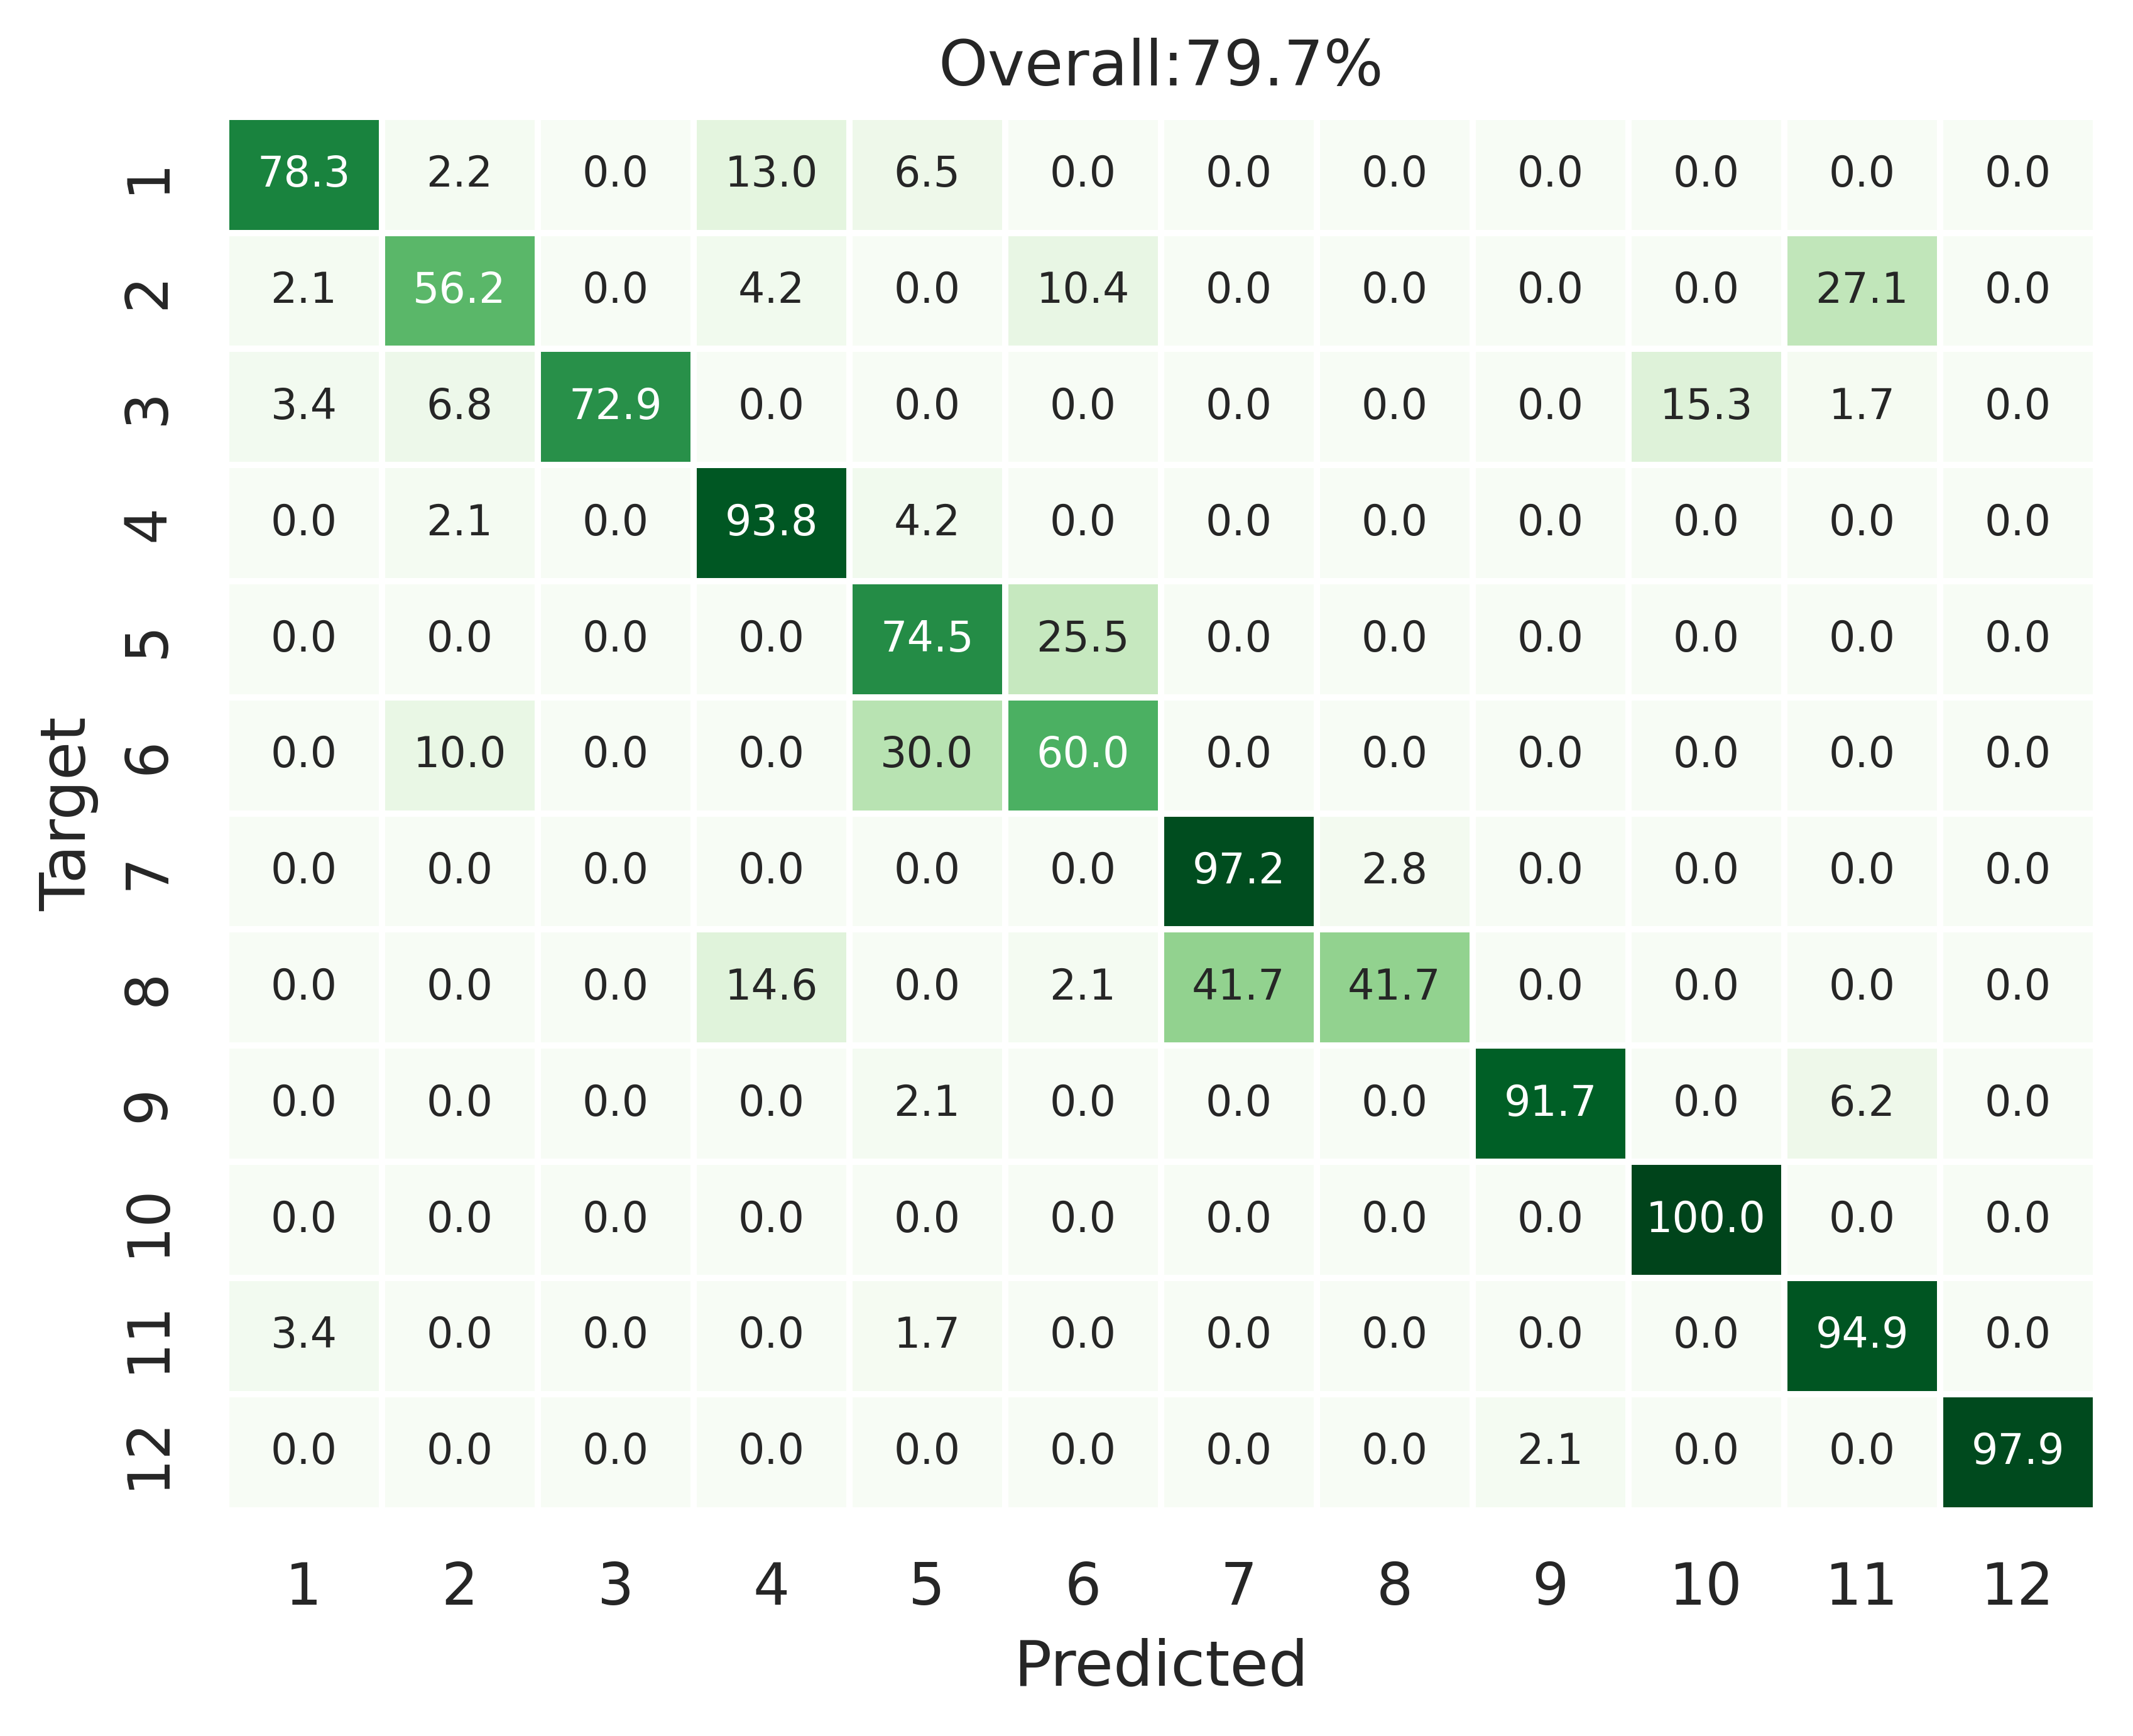 Overall:79.7%
1 78.3 2.2 0.0 13.0 6.5 0.0 0.0 0.0 0.0 0.0 0.0 0.0
2 2.1 56.2 0.0 4.2 0.0 10.4 0.0 0.0 0.0 0.0 27.1 0.0
3 3.4 6.8 72.9 0.0 0.0 0.0 0.0 0.0 0.0 15.3 1.7 0.0
4 0.0 2.1 0.0 93.8 4.2 0.0 0.0 0.0 0.0 0.0 0.0 0.0
5 0.0 0.0 0.0 0.0 74.5 25.5 0.0 0.0 0.0 0.0 0.0 0.0
6 0.0 10.0 0.0 0.0 30.0 60.0 0.0 0.0 0.0 0.0 0.0 0.0
Target
7 0.0 0.0 0.0 0.0 0.0 0.0 97.2 2.8 0.0 0.0 0.0 0.0
8 0.0 0.0 0.0 14.6 0.0 2.1 41.7 41.7 0.0 0.0 0.0 0.0
9 0.0 0.0 0.0 0.0 2.1 0.0 0.0 0.0 91.7 0.0 6.2 0.0
10 0.0 0.0 0.0 0.0 0.0 0.0 0.0 0.0 0.0 100.0 0.0 0.0
11 3.4 0.0 0.0 0.0 1.7 0.0 0.0 0.0 0.0 0.0 94.9 0.0
12 0.0 0.0 0.0 0.0 0.0 0.0 0.0 0.0 2.1 0.0 0.0 97.9
1 2 3 4 5 6 7 8 9 10 11 12
Predicted